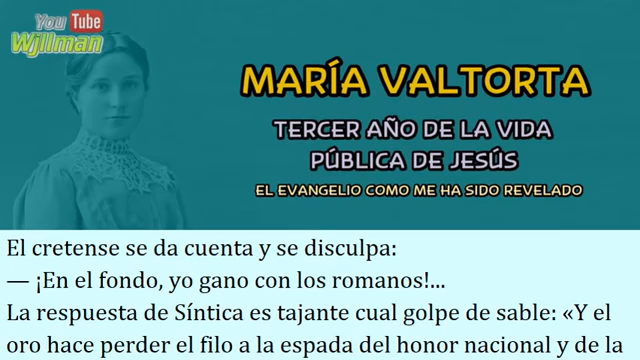 You Tube
Wjllman
MARÍA VALTORTA
TERCER AÑO DE LA VIDA
PÚBLICA DE JESÚS
EL EVANGELIO COMO ME HA SIDO REVELADO
El cretense se da cuenta y se disculpa:
— ¡En el fondo, yo gano con los romanos!...
La respuesta de Síntica es tajante cual golpe de sable: «Y el
oro hace perder el filo a la espada del honor nacional y de la